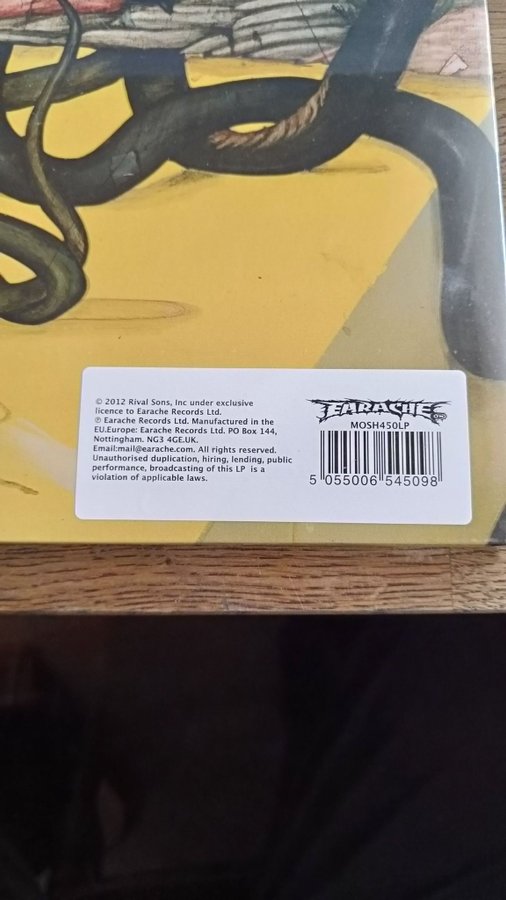 © 2012 Rival Sons, Inc under exclusive
licence to Earache Records Ltd.
℗ Earache Records Ltd. Manufactured in the
EU.Europe: Earache Records Ltd. PO Box 144,
Nottingham. NG3 4GE.UK.
Email:mail@earache.com. All rights reserved.
Unauthorised duplication, hiring, lending, public
performance, broadcasting of this LP is a
violation of applicable laws.
EARACHE
MOSH450LP
5 055006 545098